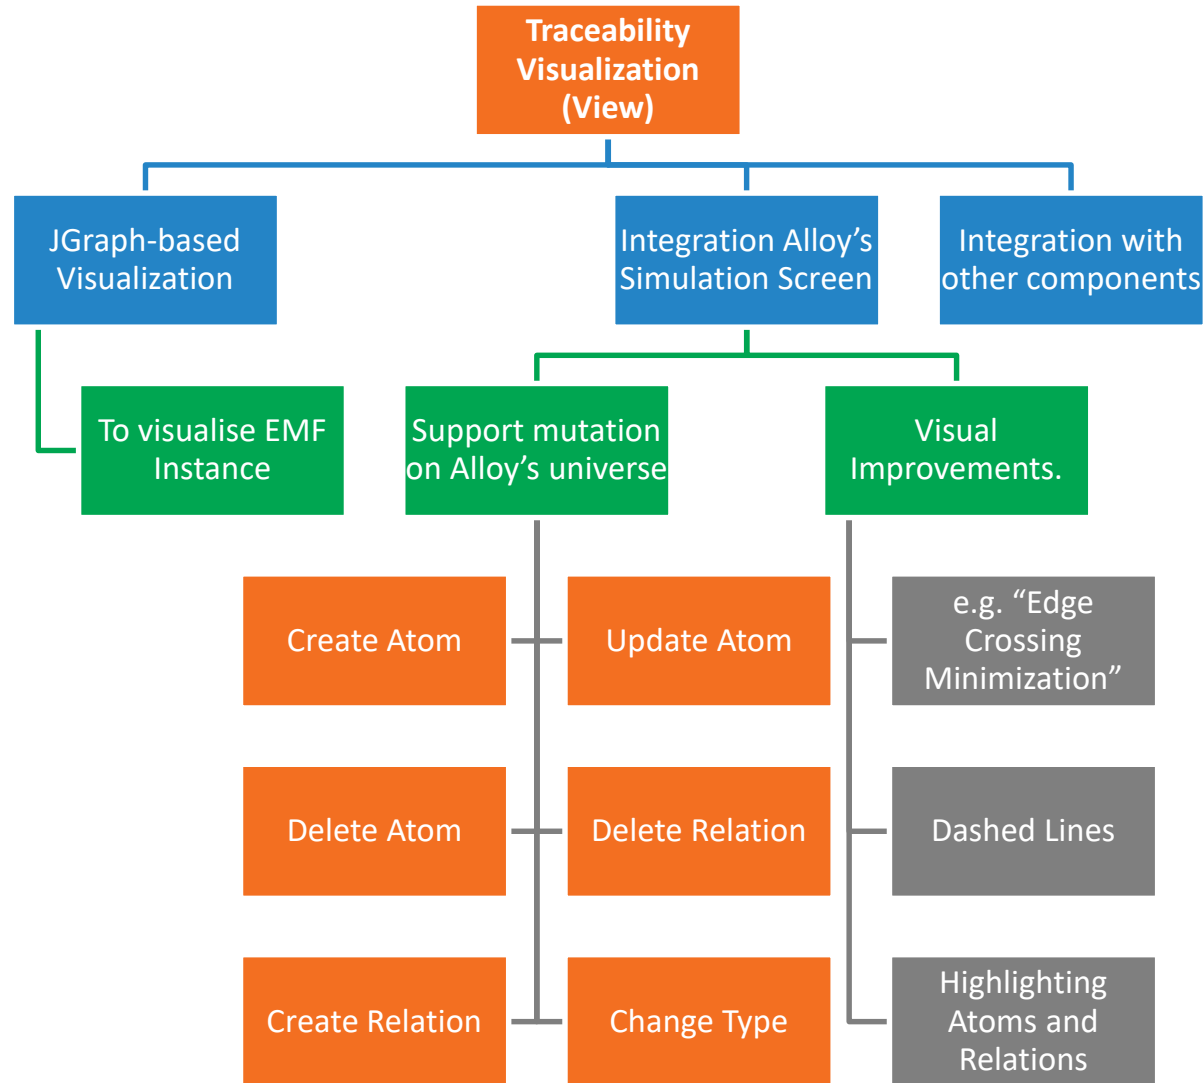 Traceability
Visualization
(View)
JGraph-based
Visualization
Integration Alloy’s
Simulation Screen
Integration with
other components
To visualise EMF
Instance
Support mutation
on Alloy’s universe
Visual
Improvements.
Create Atom
Update Atom
e.g. “Edge
Crossing
Minimization”
Delete Atom
Delete Relation
Dashed Lines
Create Relation
Change Type
Highlighting
Atoms and
Relations